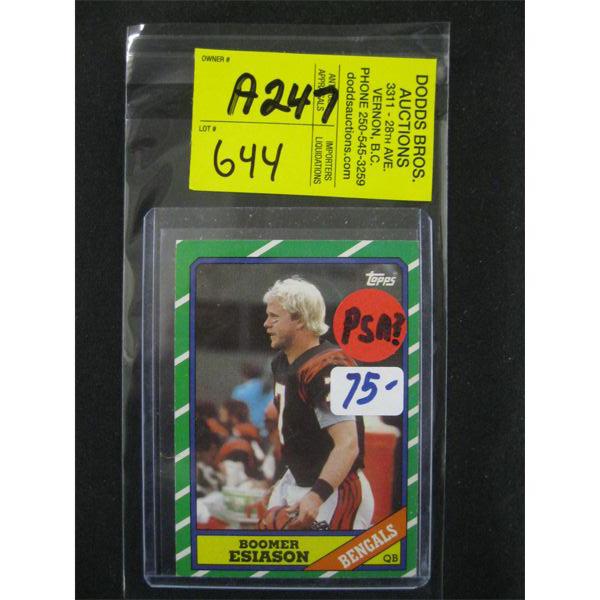 OWNER #
A247
LOT #
644
APPRAISALS
IMPORTERS
LIQUIDATIONS
DODDS BROS.
AUCTIONS
3311 - 28TH AVE.
VERNON, B.C.
PHONE 250-545-3259
doddsauctions.com
topps
PSA?
75-
7
BOOMER
ESIASON
BENGALS
QB